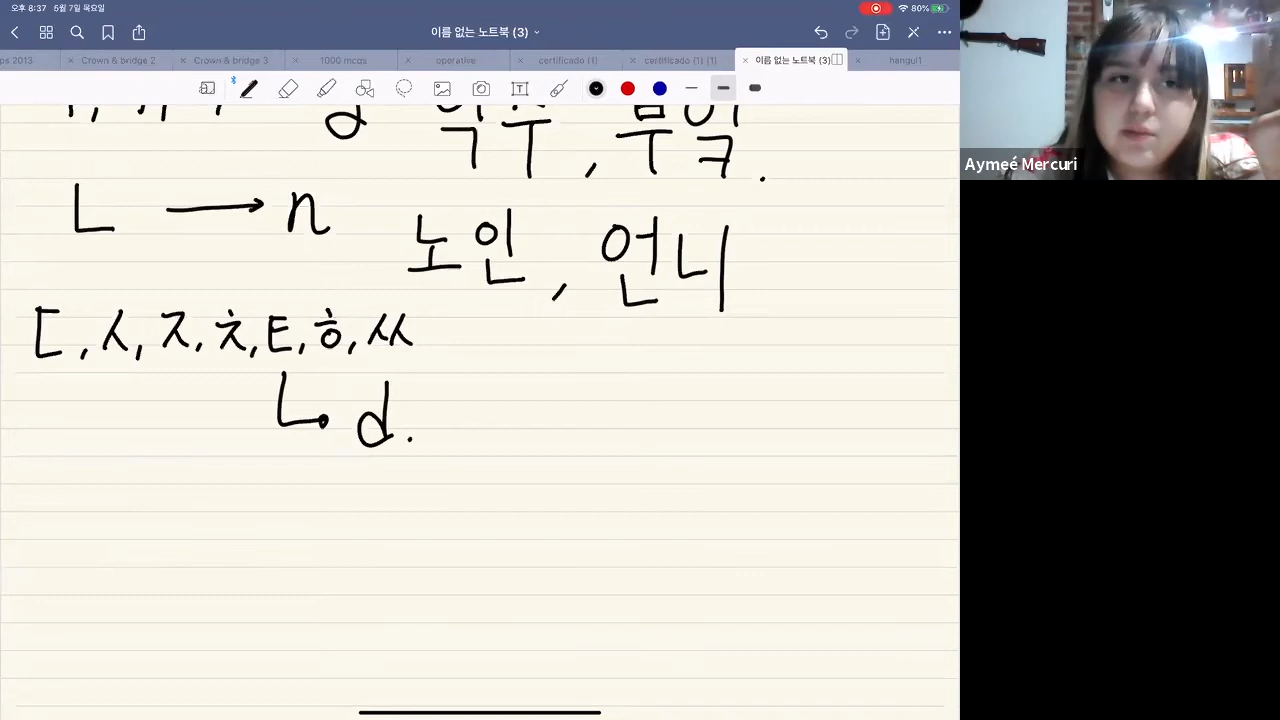 오후 8:37 5월 7일 목요일
80%
이름 없는 노트북 (3)
ps 2013
Crown & bridge 2
Crown & bridge 3
1000 mcqs
operative
certificado (1)
certificado (1) (1)
이름 없는 노트북 (3)
hangul1
Aymeé Mercuri
ㄴ → n 노인, 언니
ㄷ, ㅅ, ㅈ, ㅊ, ㅌ, ㅎ, ㅆ
↳ d.